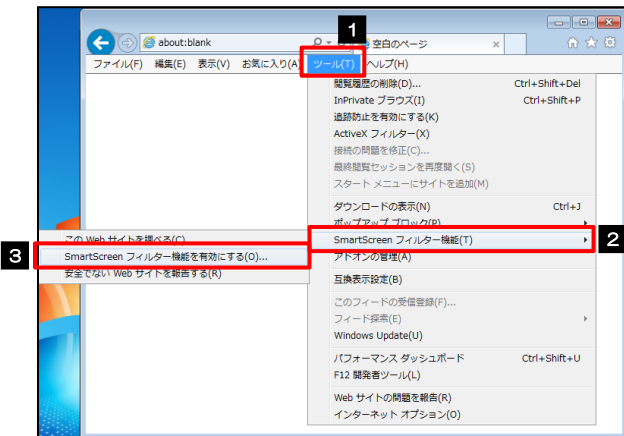 1
about:blank
空白のページ
ファイル(F) 編集(E) 表示(V) お気に入り(A) ツール(T) ヘルプ(H)
閲覧履歴の削除(D)... Ctrl+Shift+Del
InPrivate ブラウズ(I) Ctrl+Shift+P
追跡防止を有効にする(K)
ActiveX フィルター(X)
接続の問題を修正(C)...
最終閲覧セッションを再度開く(S)
スタート メニューにサイトを追加(M)
ダウンロードの表示(N) Ctrl+J
ポップアップ ブロック(P)
SmartScreen フィルター機能(T)
2
アドオンの管理(A)
この Web サイトを調べる(C)
3
SmartScreen フィルター機能を有効にする(O)...
安全でない Web サイトを報告する(R)
互換表示設定(B)
このフィードの受信登録(F)...
フィード探索(E)
Windows Update(U)
パフォーマンス ダッシュボード Ctrl+Shift+U
F12 開発者ツール(L)
Web サイトの問題を報告(R)
インターネット オプション(O)